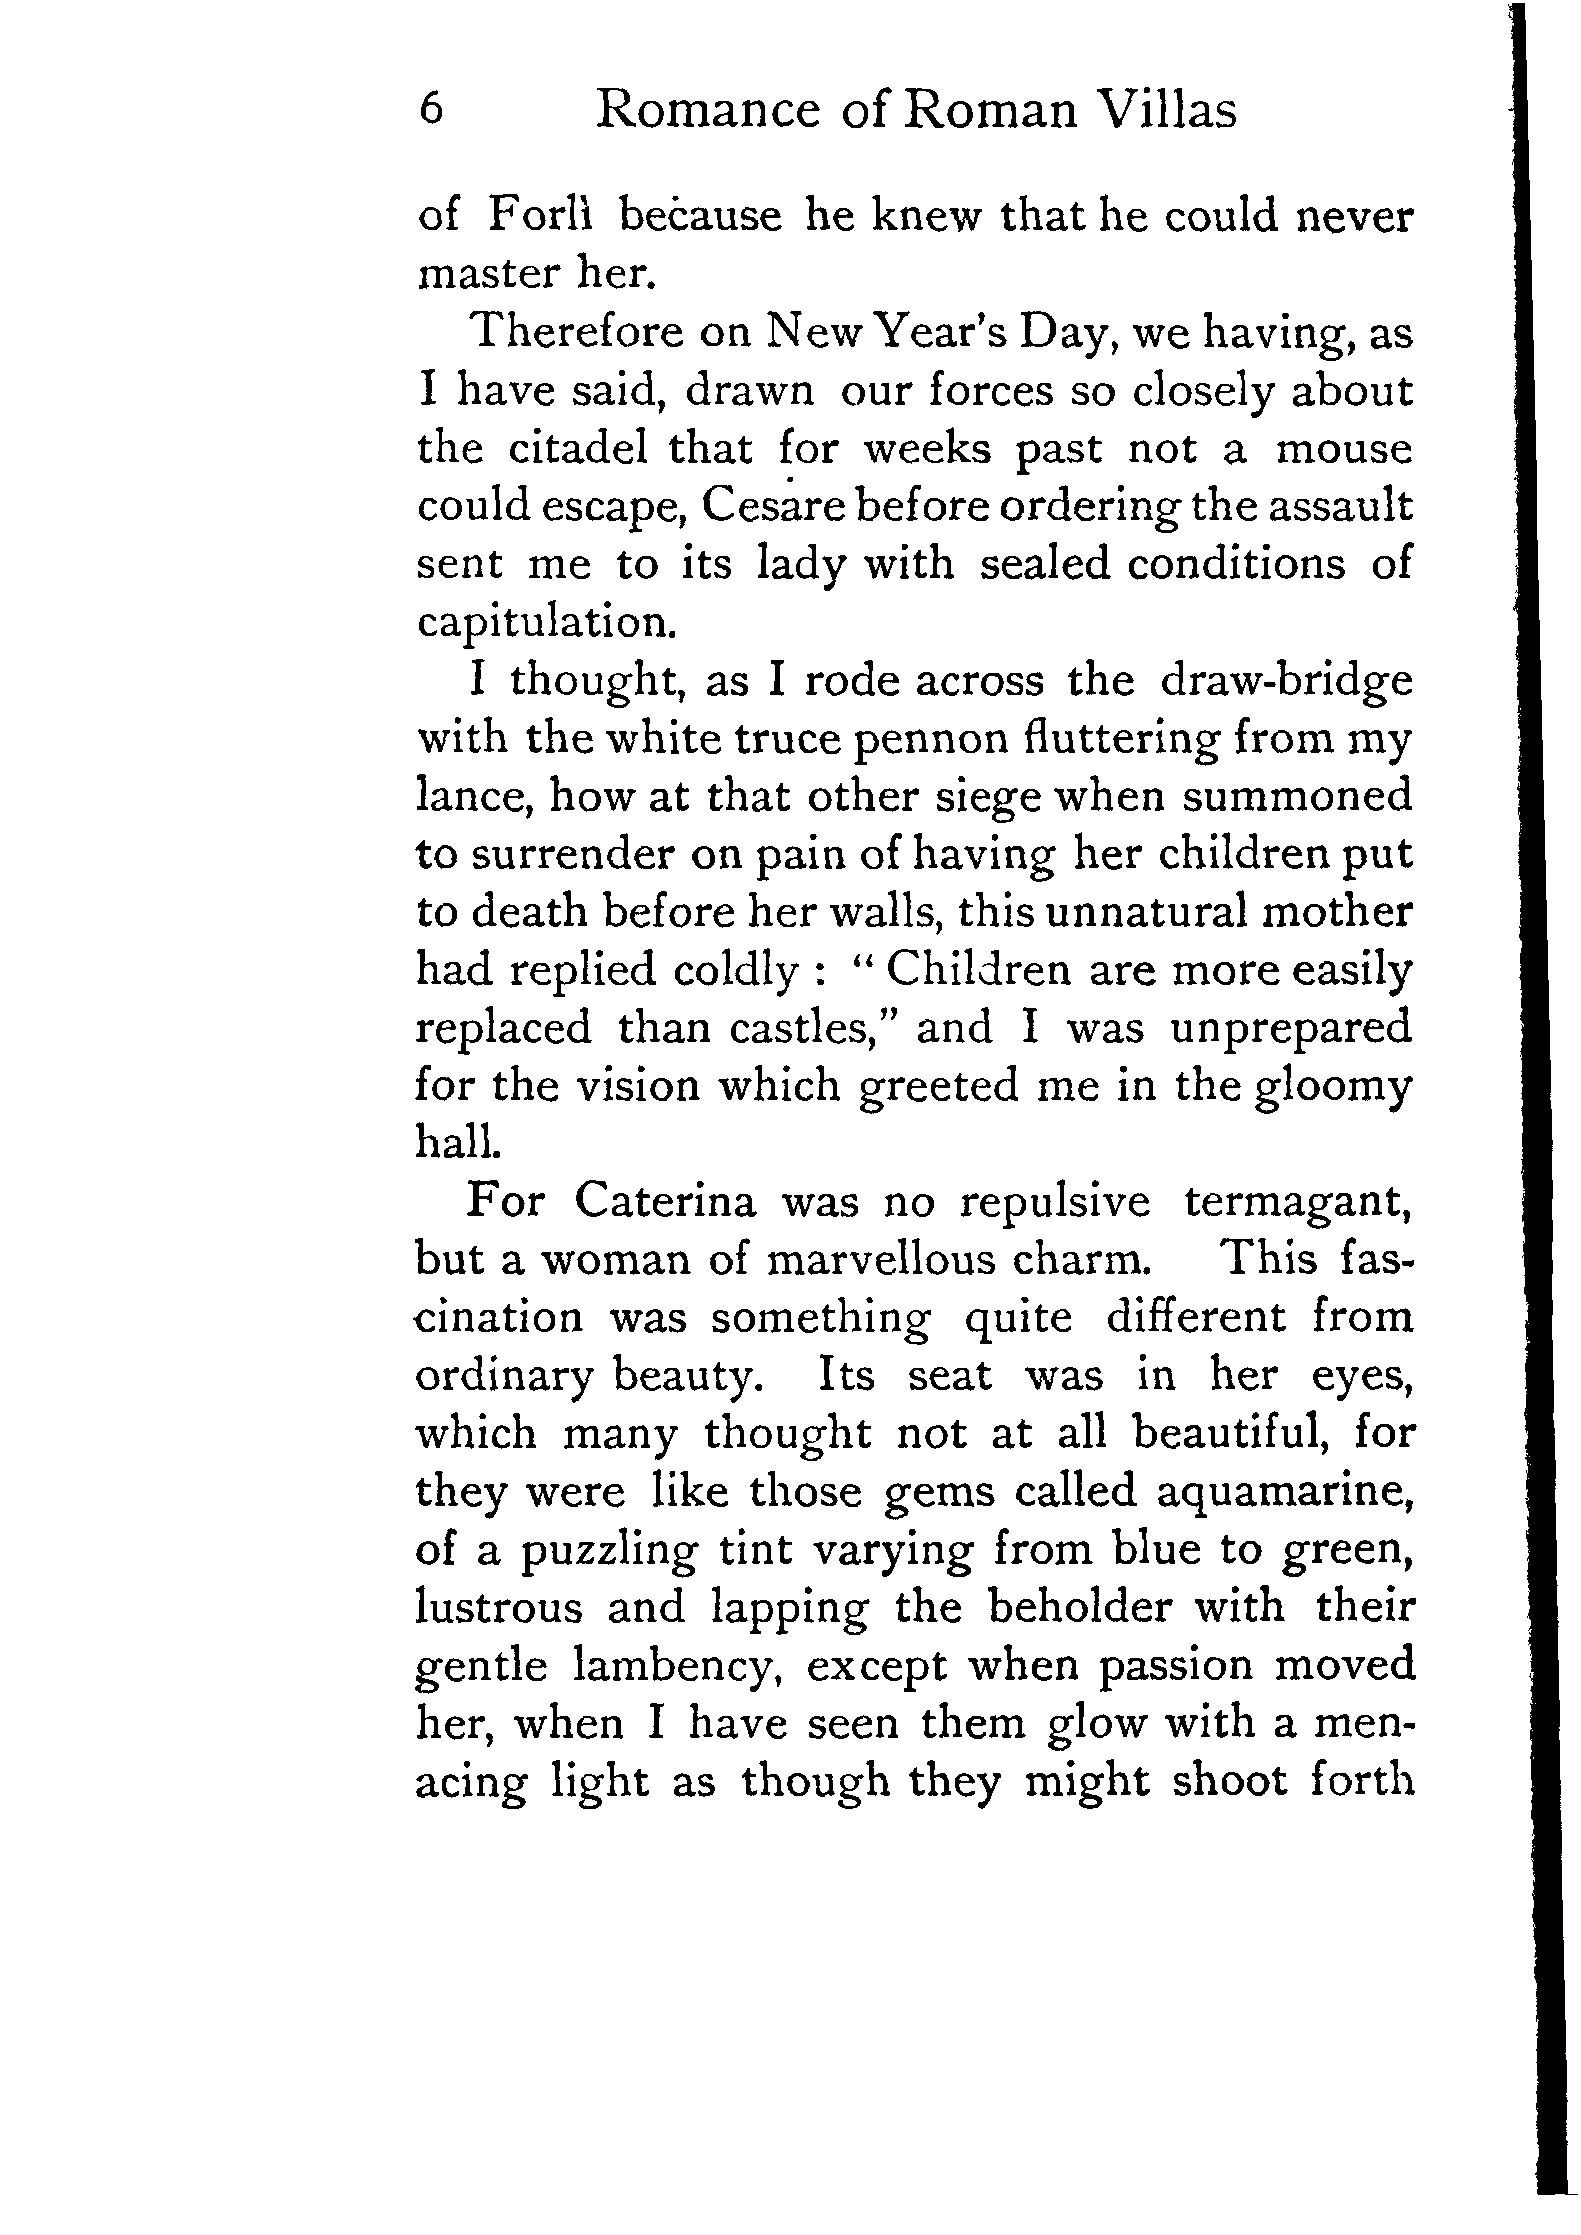 6 Romance of Roman Villas
of Forlì because he knew that he could never
master her.
Therefore on New Year's Day, we having, as
I have said, drawn our forces so closely about
the citadel that for weeks past not a mouse
could escape, Cesare before ordering the assault
sent me to its lady with sealed conditions of
capitulation.
I thought, as I rode across the draw-bridge
with the white truce pennon fluttering from my
lance, how at that other siege when summoned
to surrender on pain of having her children put
to death before her walls, this unnatural mother
had replied coldly : “ Children are more easily
replaced than castles,” and I was unprepared
for the vision which greeted me in the gloomy
hall.
For Caterina was no repulsive termagant,
but a woman of marvellous charm. This fas-
cination was something quite different from
ordinary beauty. Its seat was in her eyes,
which many thought not at all beautiful, for
they were like those gems called aquamarine,
of a puzzling tint varying from blue to green,
lustrous and lapping the beholder with their
gentle lambency, except when passion moved
her, when I have seen them glow with a men-
acing light as though they might shoot forth